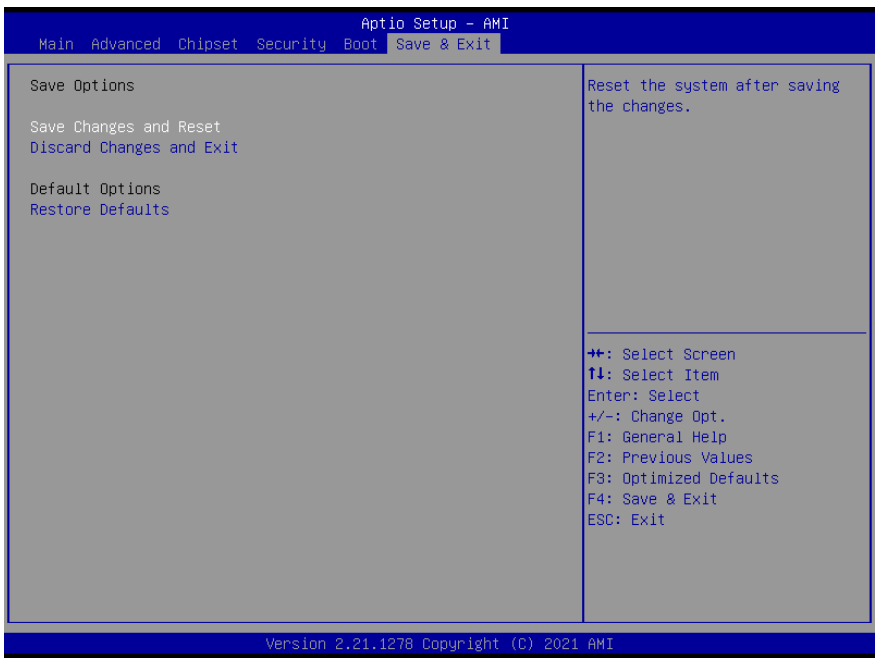 Aptio Setup – AMI
Main Advanced Chipset Security Boot Save & Exit
Save Options
Save Changes and Reset
Discard Changes and Exit
Default Options
Restore Defaults
Reset the system after saving
the changes.
→←: Select Screen
↑↓: Select Item
Enter: Select
+/-: Change Opt.
F1: General Help
F2: Previous Values
F3: Optimized Defaults
F4: Save & Exit
ESC: Exit
Version 2.21.1278 Copyright (C) 2021 AMI